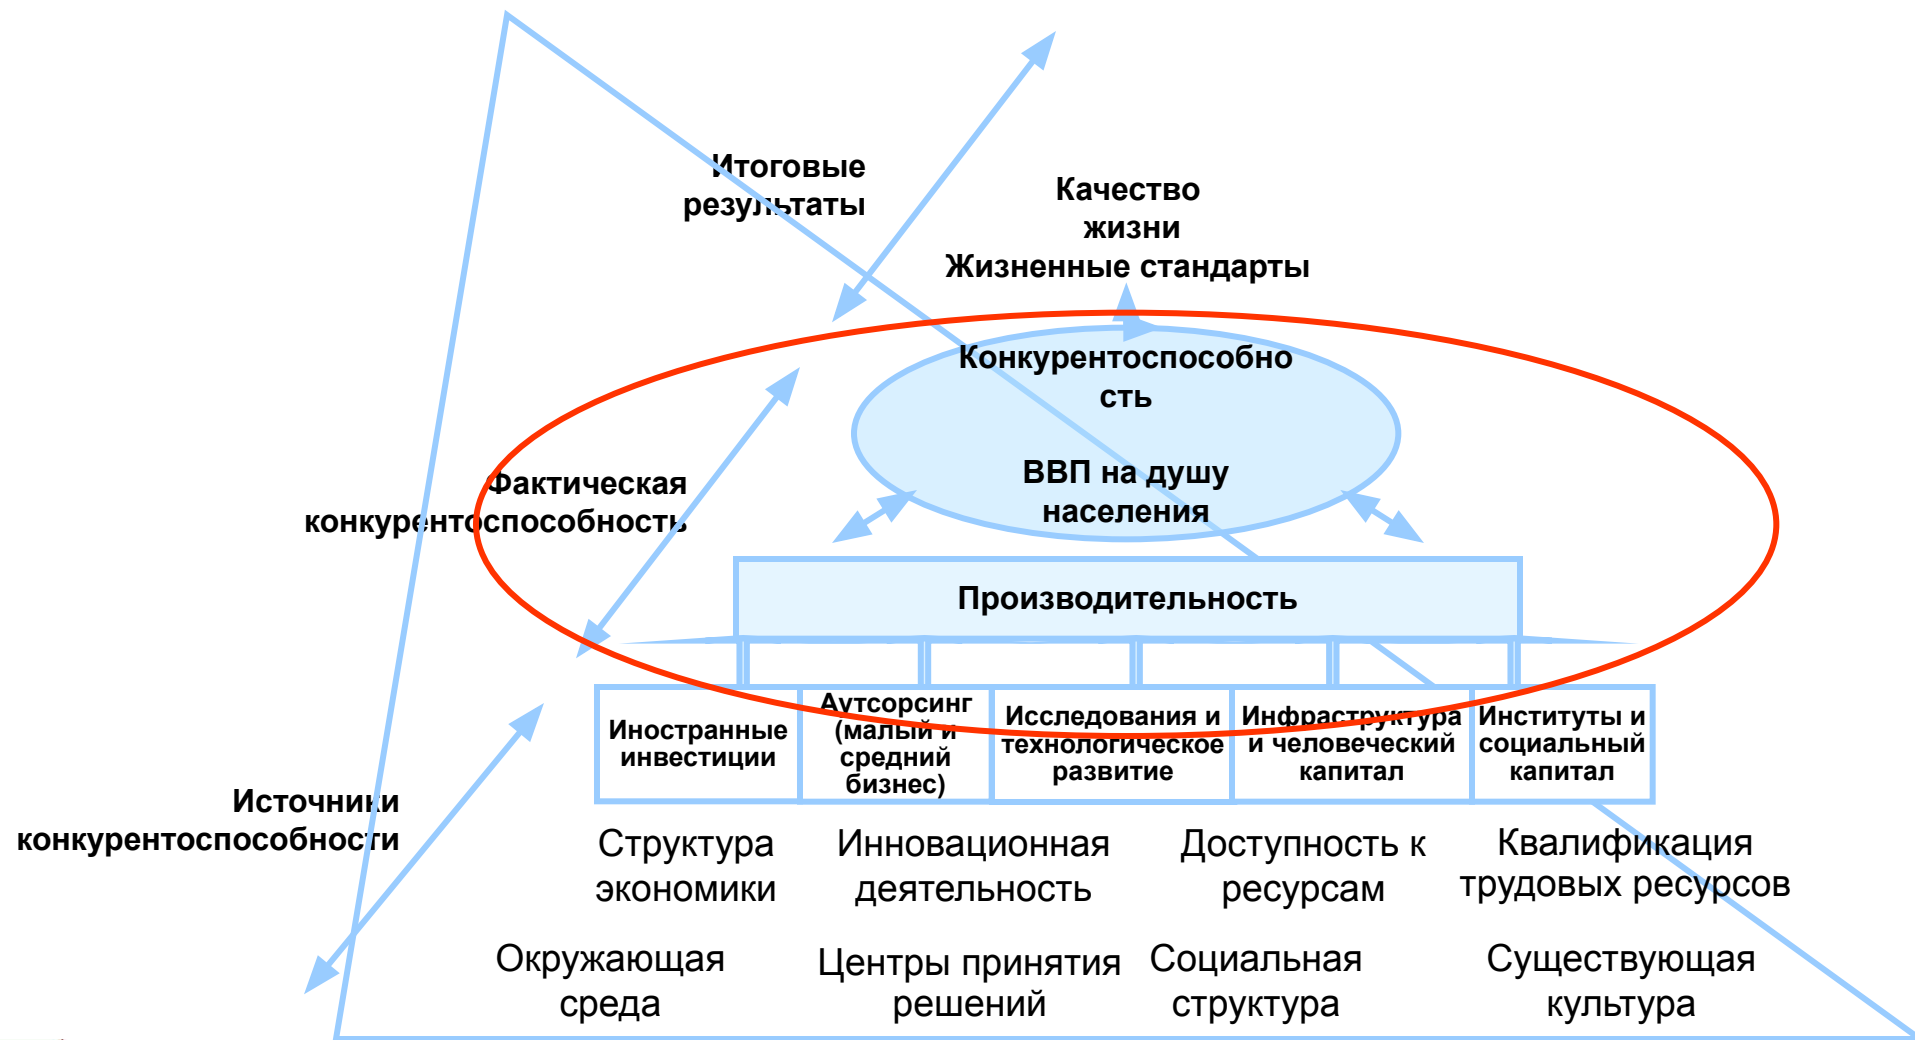 Итоговые
результаты
Качество
жизни
Жизненные стандарты
Конкурентоспособно
сть
ВВП на душу
населения
Фактическая
конкурентоспособность
Производительность
Иностранные
инвестиции
Аутсорсинг
(малый и
средний
бизнес)
Исследования и
технологическое
развитие
Инфраструктура
и человеческий
капитал
Институты и
социальный
капитал
Источники
конкурентоспособности
Структура
экономики
Инновационная
деятельность
Доступность к
ресурсам
Квалификация
трудовых ресурсов
Окружающая
среда
Центры принятия
решений
Социальная
структура
Существующая
культура